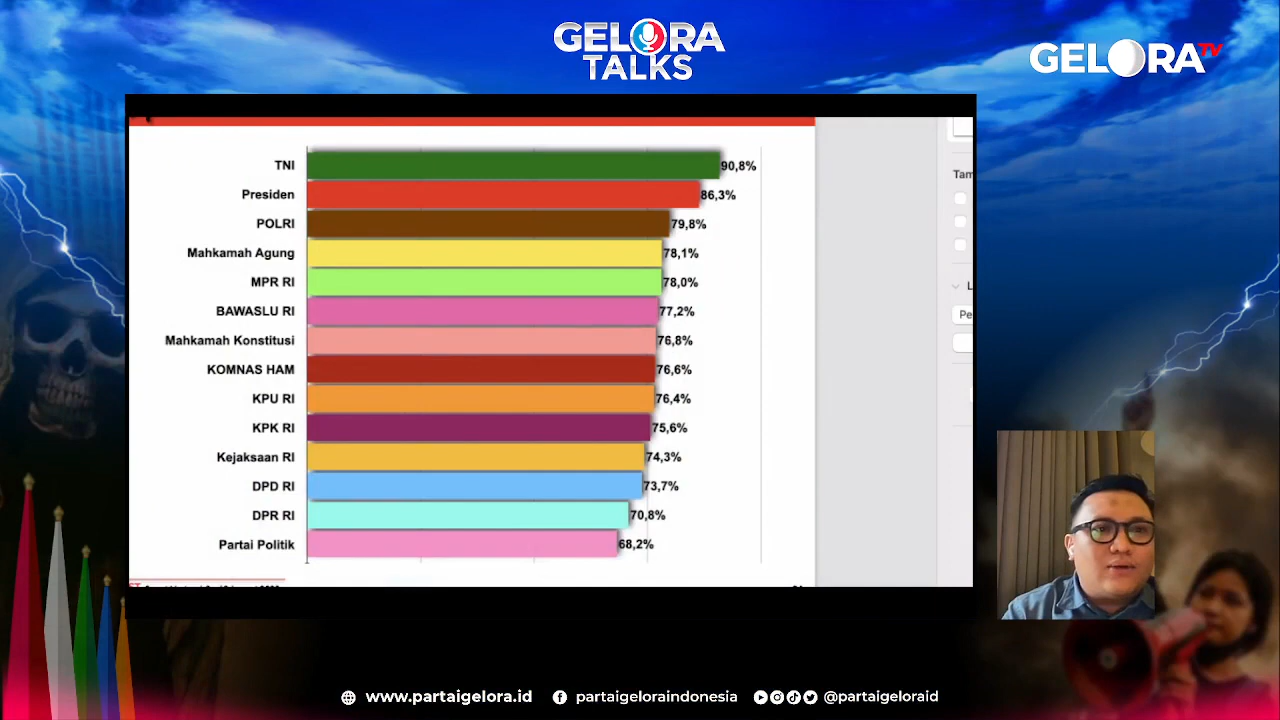 GELORA
TALKS
GELORA TV
Tam
TNI 90,8%
Presiden 86,3%
POLRI 79,8%
Mahkamah Agung 78,1%
MPR RI 78,0%
L
BAWASLU RI 77,2%
Pe
Mahkamah Konstitusi 76,8%
KOMNAS HAM 76,6%
KPU RI 76,4%
KPK RI 75,6%
Kejaksaan RI 74,3%
DPD RI 73,7%
DPR RI 70,8%
Partai Politik 68,2%
www.partaigelora.id partaigeloraindonesia @partaigeloraid